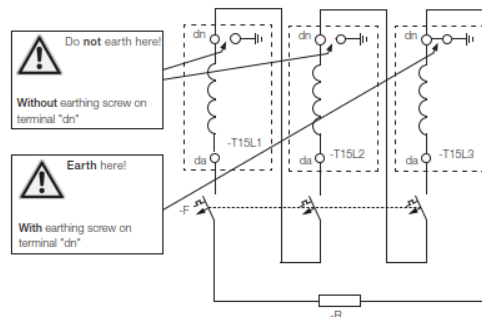 Do not earth here!
Without earthing screw on
terminal "dn"
Earth here!
With earthing screw on
terminal "dn"
dn
dn
dn
-T15L1
-T15L2
-T15L3
da
da
da
-F
-R